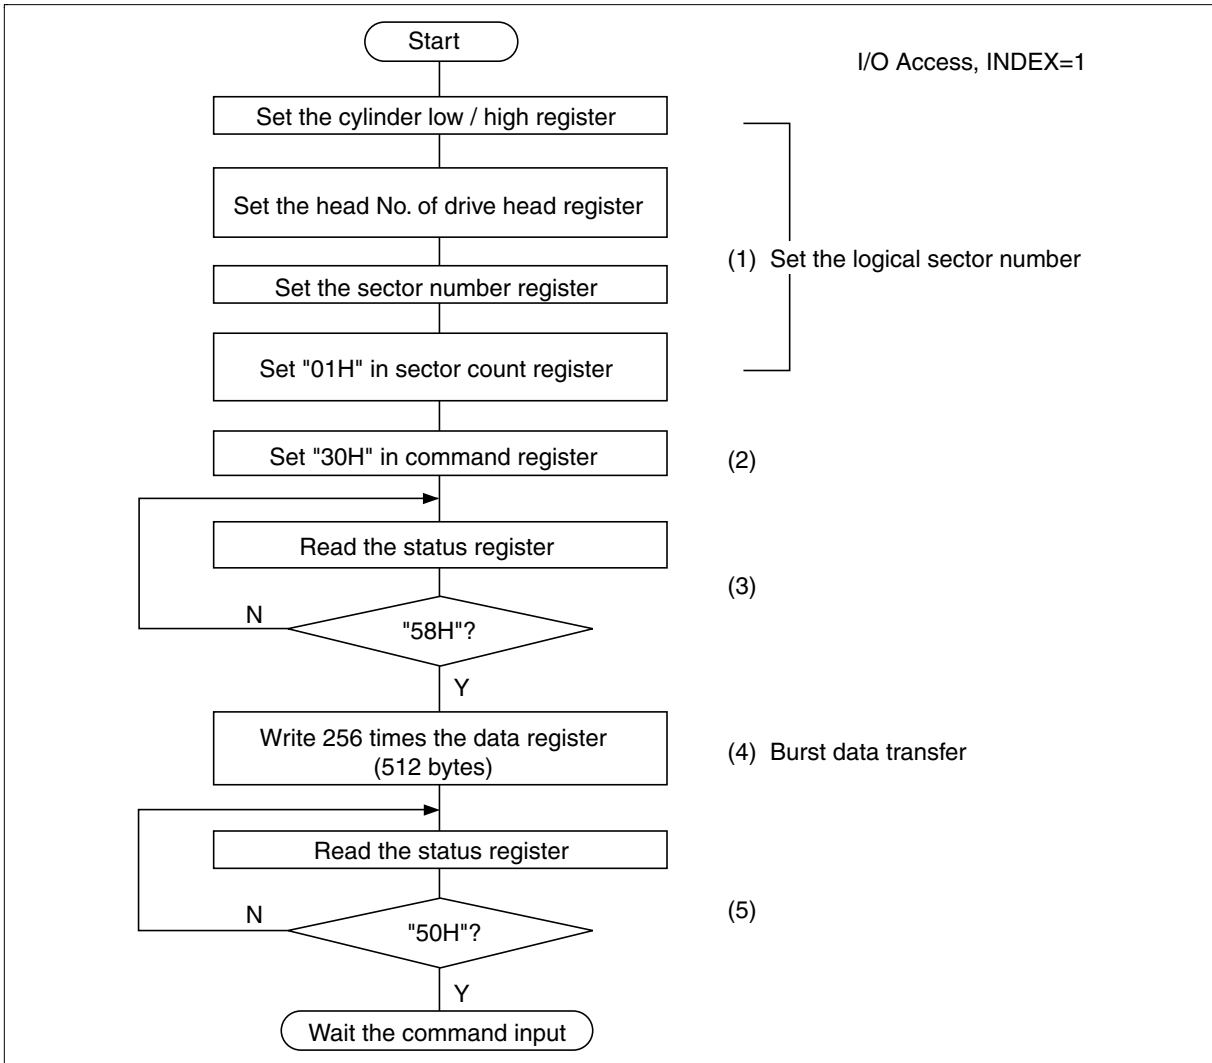 Start
I/O Access, INDEX=1
Set the cylinder low / high register
Set the head No. of drive head register
(1) Set the logical sector number
Set the sector number register
Set "01H" in sector count register
Set "30H" in command register
(2)
Read the status register
(3)
N
"58H"?
Y
Write 256 times the data register
(512 bytes)
(4) Burst data transfer
Read the status register
N
(5)
"50H"?
Y
Wait the command input